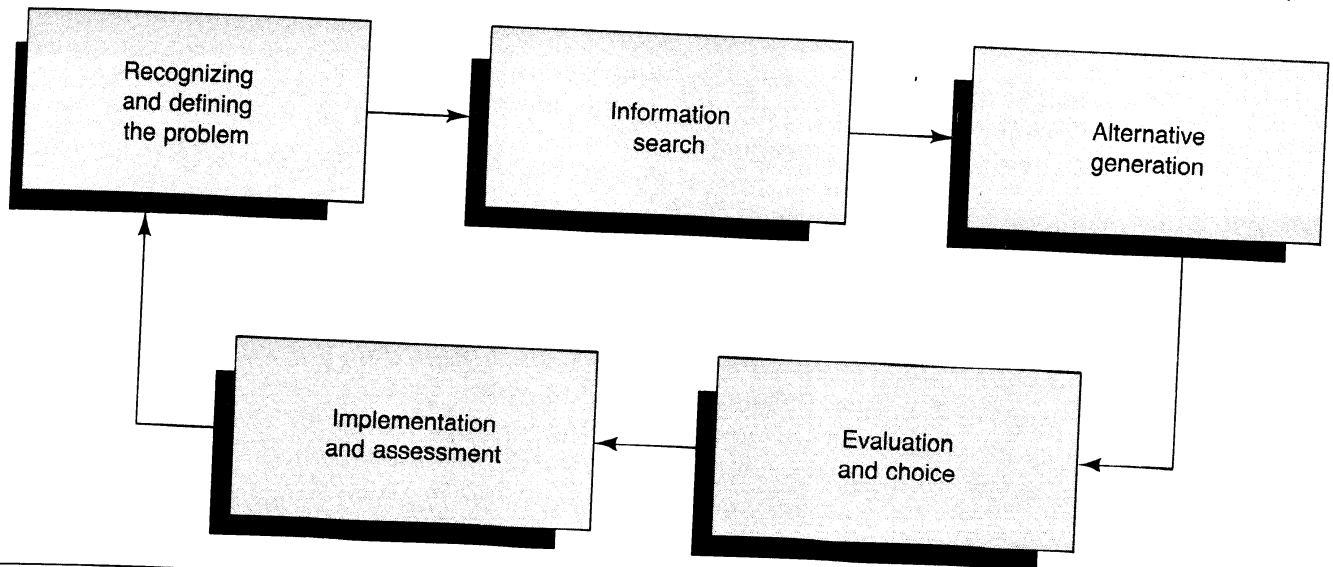 Recognizing
and defining
the problem
Information
search
Alternative
generation
Evaluation
and choice
Implementation
and assessment